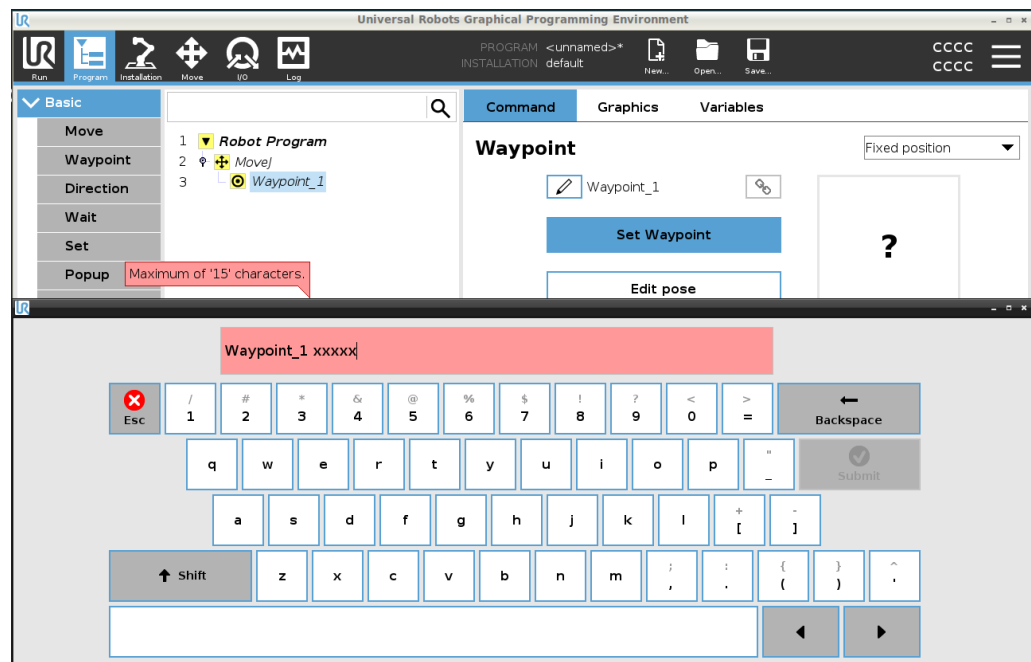 UR Universal Robots Graphical Programming Environment
UR Run Program Installation Move I/O Log
PROGRAM <unnamed>*
INSTALLATION default
New... Open... Save...
CCCC
CCCC
Basic
Move
Waypoint
Direction
Wait
Set
Popup
1 Robot Program
2 MoveJ
3 Waypoint_1
Command Graphics Variables
Waypoint
Fixed position
Waypoint_1
Set Waypoint
?
Edit pose
Maximum of '15' characters.
UR
Waypoint_1 xxxxx
Esc / 1 # 2 * 3 & 4 @ 5 % 6 $ 7 ! 8 ? 9 < 0 > = Backspace
q w e r t y u i o p " _ Submit
a s d f g h j k l + [ - ]
Shift z x c v b n m ; , : . { ( } ) ^ '